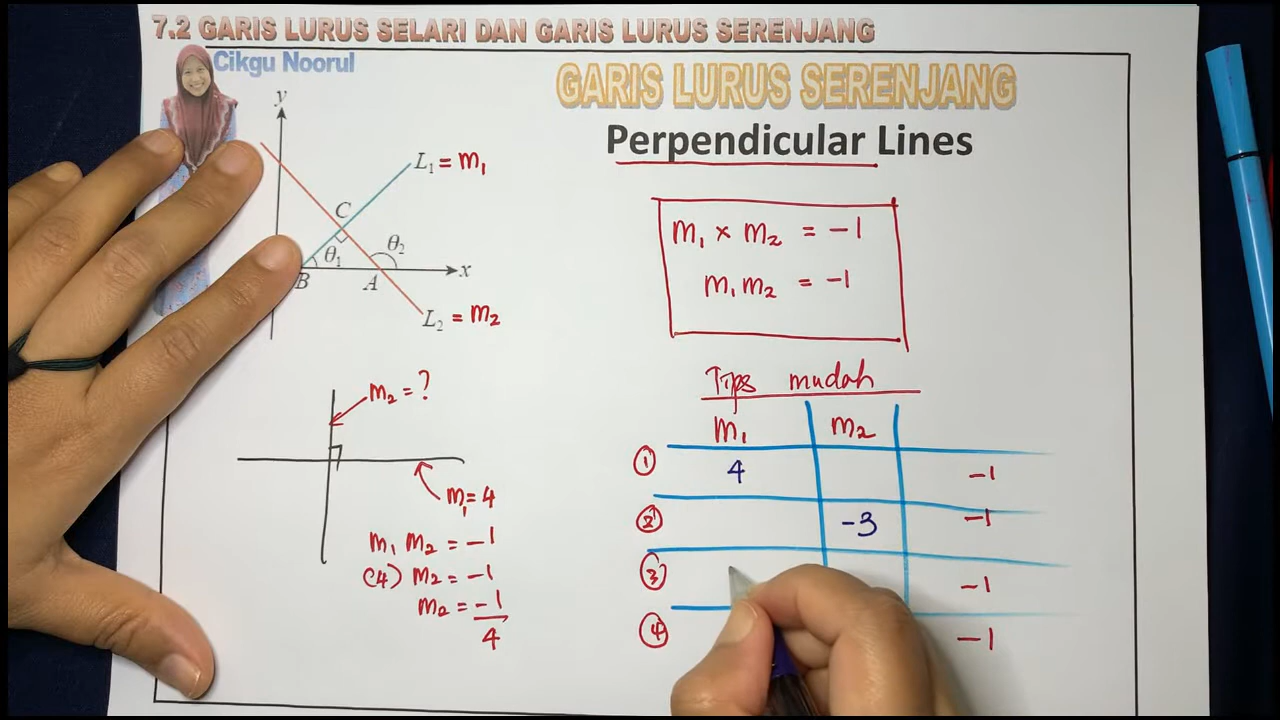 7.2 GARIS LURUS SELARI DAN GARIS LURUS SERENJANG
Cikgu Noorul
GARIS LURUS SERENJANG
Perpendicular Lines
y
L₁ = m₁
C
θ₁
θ₂
B
A
x
L₂ = m₂
m₁ × m₂ = -1
m₁ m₂ = -1
m₂ = ?
m₁ = 4
m₁ m₂ = -1
(4) m₂ = -1
m₂ = -1
4
Tips mudah
m₁ m₂
① 4 -1
② -3 -1
③ -1
④ -1